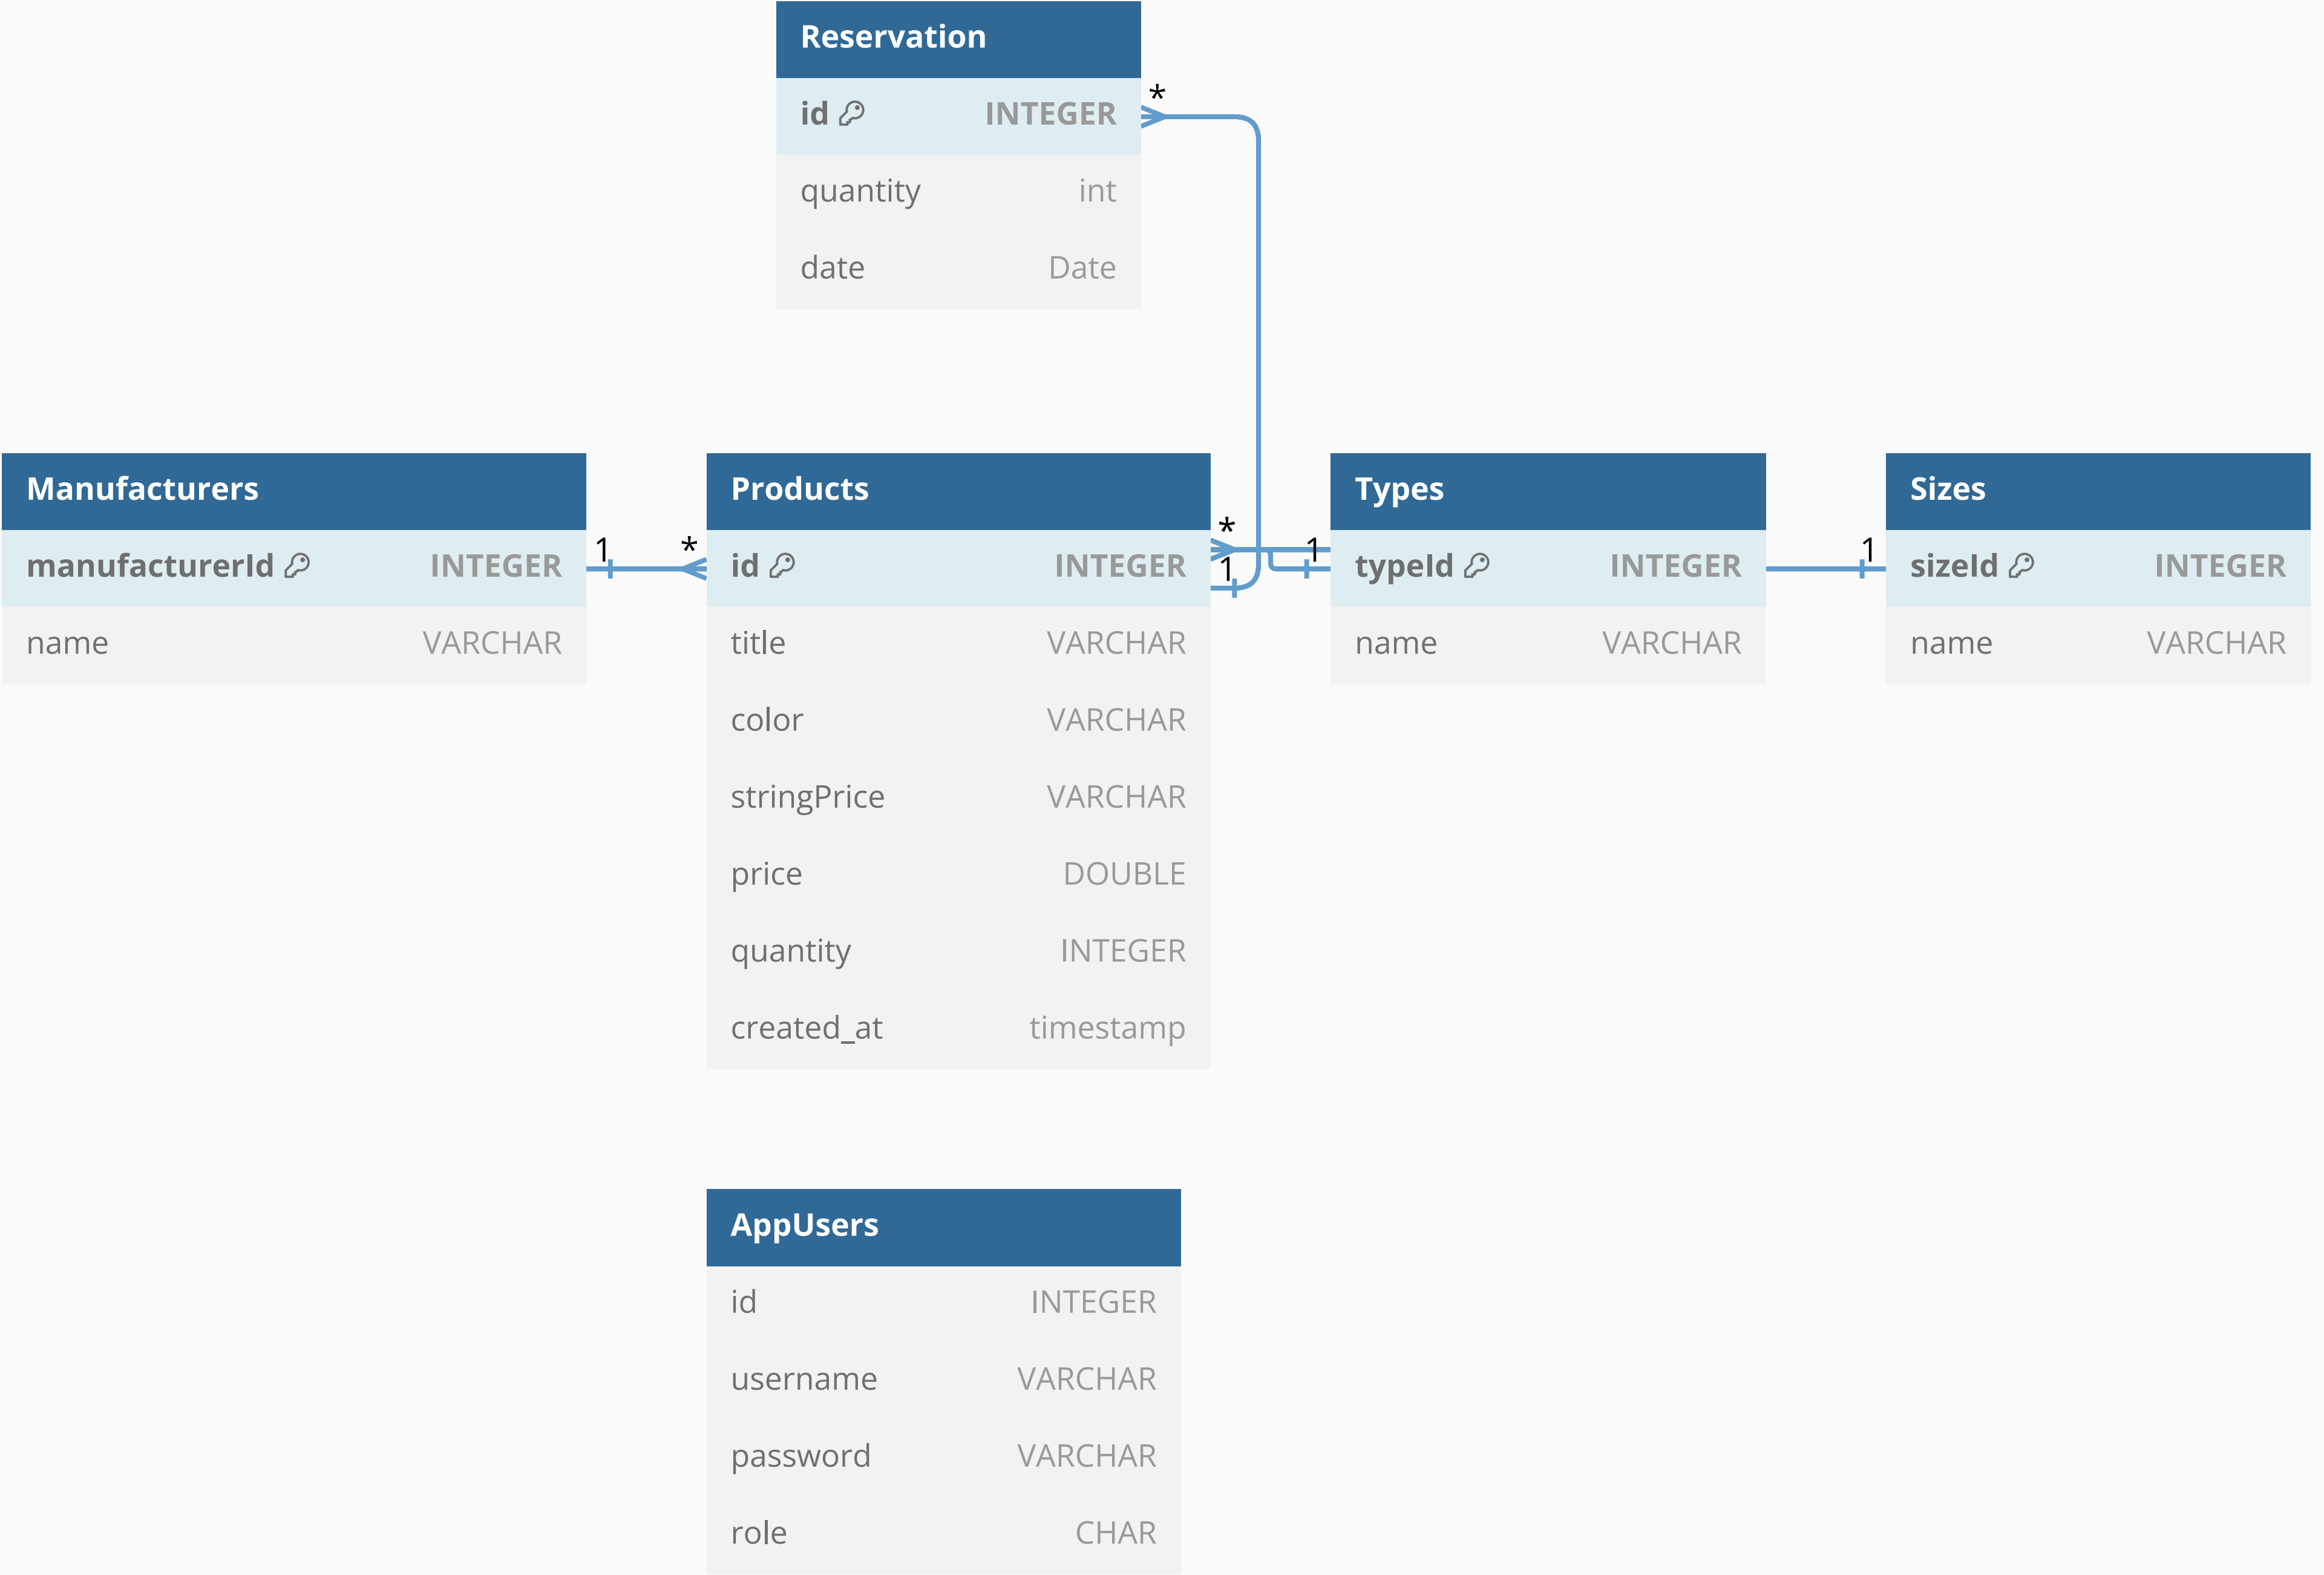 Reservation
id INTEGER
*
quantity int
date Date
Manufacturers
manufacturerId INTEGER
name VARCHAR
1
*
Products
id INTEGER
title VARCHAR
color VARCHAR
stringPrice VARCHAR
price DOUBLE
quantity INTEGER
created_at timestamp
*
1
1
Types
typeId INTEGER
name VARCHAR
1
Sizes
sizeId INTEGER
name VARCHAR
AppUsers
id INTEGER
username VARCHAR
password VARCHAR
role CHAR